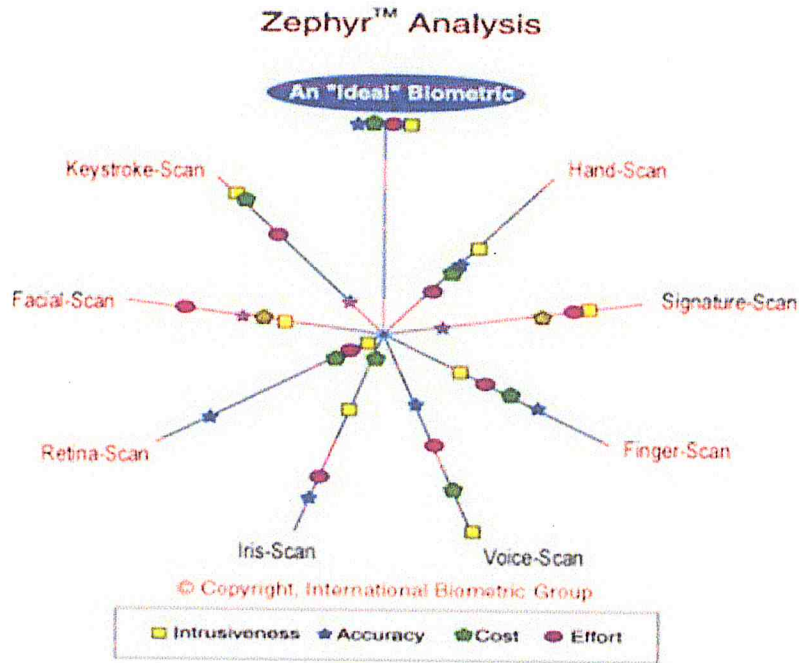 Zephyr™ Analysis
An "Ideal" Biometric
Keystroke-Scan
Hand-Scan
Facial-Scan
Signature-Scan
Retina-Scan
Finger-Scan
Iris-Scan
Voice-Scan
© Copyright, International Biometric Group
Intrusiveness Accuracy Cost Effort